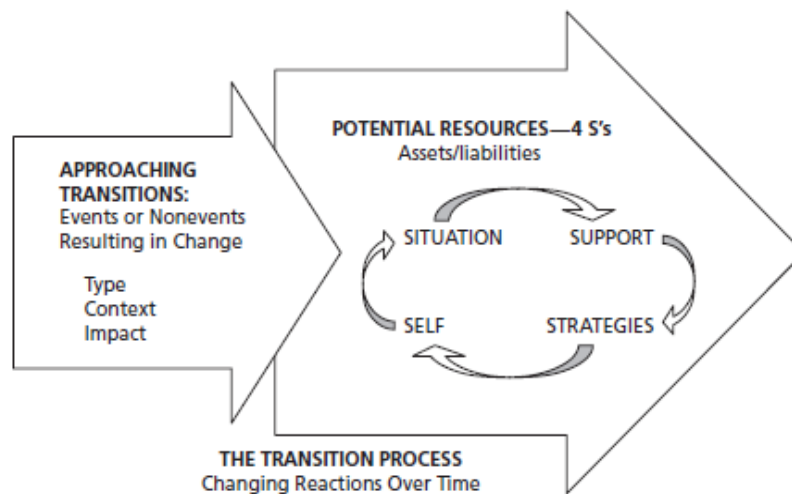 APPROACHING
TRANSITIONS:
Events or Nonevents
Resulting in Change
Type
Context
Impact
POTENTIAL RESOURCES—4 S's
Assets/liabilities
SITUATION
SUPPORT
SELF
STRATEGIES
THE TRANSITION PROCESS
Changing Reactions Over Time